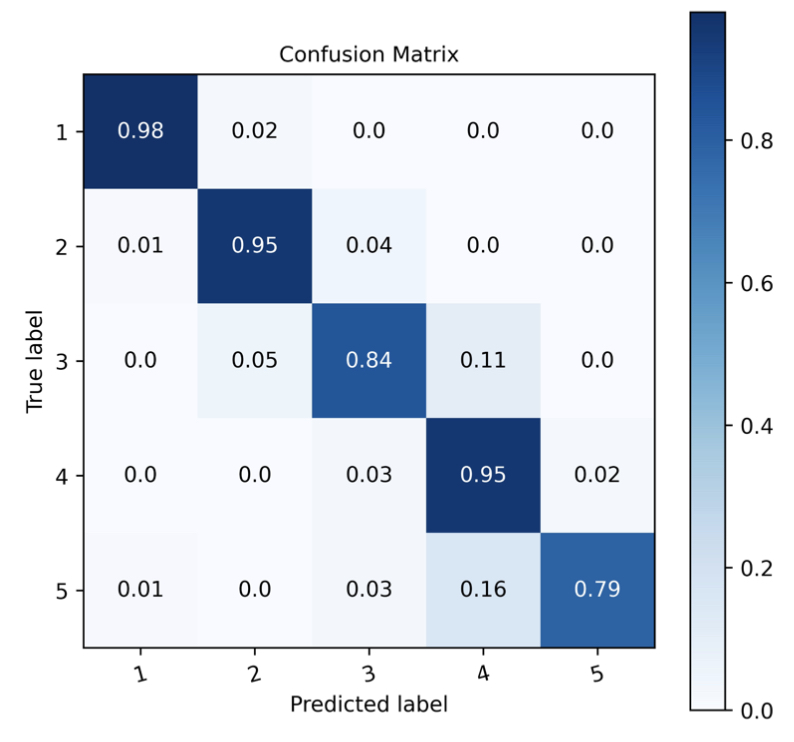 Confusion Matrix
True label
1 0.98 0.02 0.0 0.0 0.0
2 0.01 0.95 0.04 0.0 0.0
3 0.0 0.05 0.84 0.11 0.0
4 0.0 0.0 0.03 0.95 0.02
5 0.01 0.0 0.03 0.16 0.79
1 2 3 4 5
Predicted label
0.8
0.6
0.4
0.2
0.0